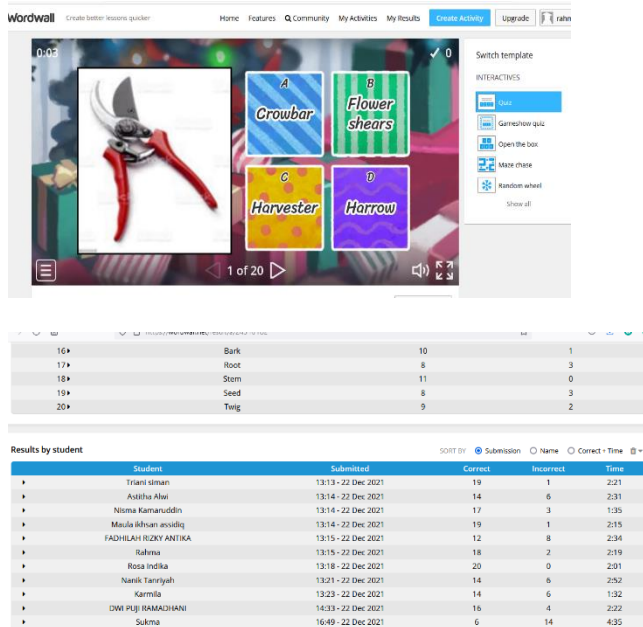 Wordwall Create better lessons quicker Home Features Community My Activities My Results Create Activity Upgrade rahm
0:03 ✓ 0
A Crowbar
B Flower shears
C Harvester
D Harrow
1 of 20
Switch template
INTERACTIVES
Quiz
Gameshow quiz
Open the box
Maze chase
Random wheel
Show all
16 Bark 10 1
17 Root 8 3
18 Stem 11 0
19 Seed 8 3
20 Twig 9 2
Results by student SORT BY Submission Name Correct + Time
Student Submitted Correct Incorrect Time
Triani siman 13:13 - 22 Dec 2021 19 1 2:21
Astitha Alwi 13:14 - 22 Dec 2021 14 6 2:31
Nisma Kamaruddin 13:14 - 22 Dec 2021 17 3 1:35
Maula ikhsan assidiq 13:14 - 22 Dec 2021 19 1 2:15
FADHILAH RIZKY ANTIKA 13:15 - 22 Dec 2021 12 8 2:34
Rahma 13:15 - 22 Dec 2021 18 2 2:19
Rosa Indika 13:18 - 22 Dec 2021 20 0 2:01
Nanik Tanriyah 13:21 - 22 Dec 2021 14 6 2:52
Karmila 13:23 - 22 Dec 2021 14 6 1:32
DWI PUJI RAMADHANI 14:33 - 22 Dec 2021 16 4 2:22
Sukma 16:49 - 22 Dec 2021 6 14 4:35